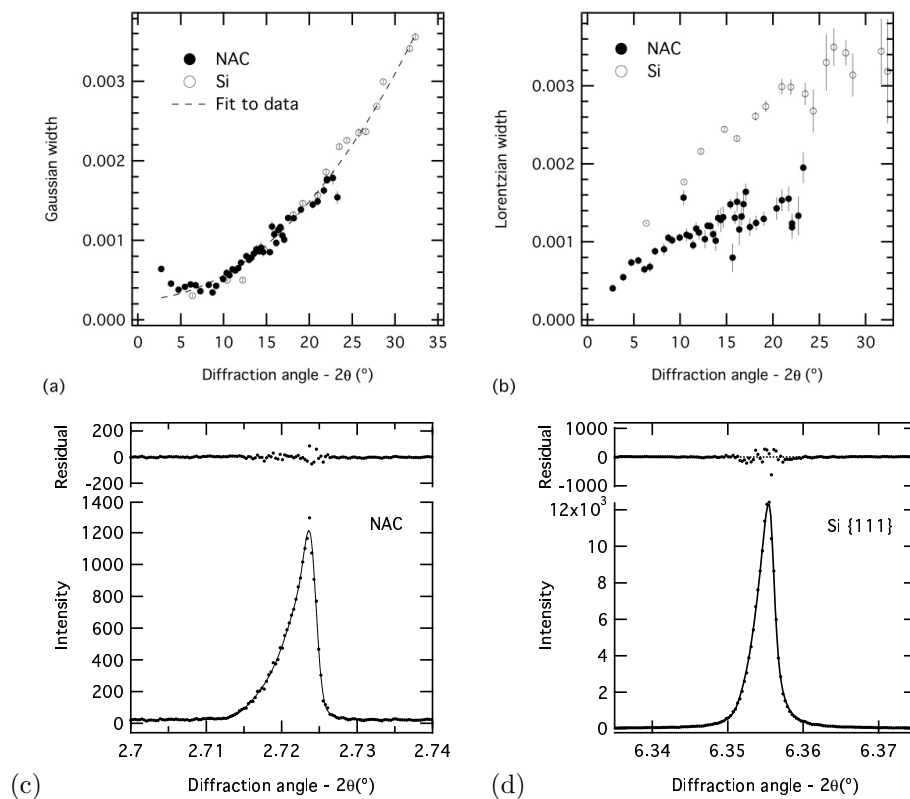 0.003
0.002
0.001
0.000
Gaussian width
NAC
Si
Fit to data
0 5 10 15 20 25 30 35
Diffraction angle - 2θ (°)
(a)
0.003
0.002
0.001
0.000
Lorentzian width
NAC
Si
0 5 10 15 20 25 30
Diffraction angle - 2θ (°)
(b)
200
0
-200
Residual
1400
1200
1000
800
600
400
200
0
Intensity
NAC
2.7 2.71 2.72 2.73 2.74
Diffraction angle - 2θ(°)
(c)
1000
0
-1000
Residual
12x10³
10
8
6
4
2
0
Intensity
Si {111}
6.34 6.35 6.36 6.37
Diffraction angle - 2θ(°)
(d)